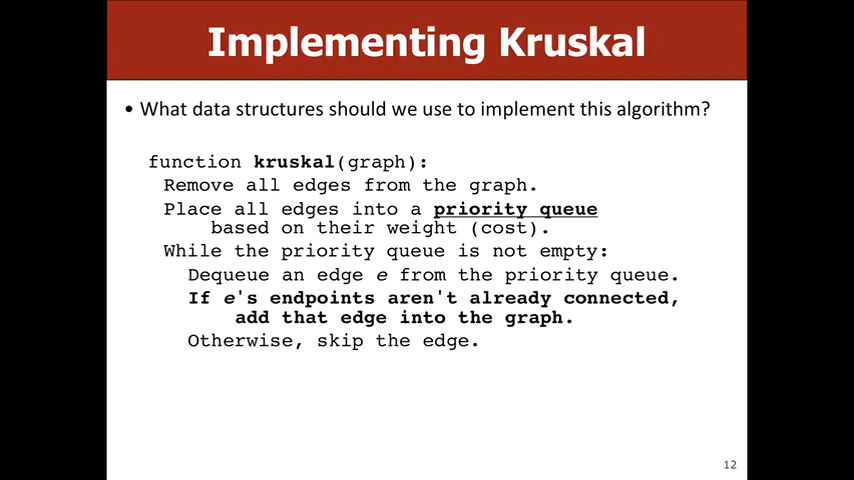 Implementing Kruskal
• What data structures should we use to implement this algorithm?
function kruskal(graph):
Remove all edges from the graph.
Place all edges into a priority queue
based on their weight (cost).
While the priority queue is not empty:
Dequeue an edge e from the priority queue.
If e's endpoints aren't already connected,
add that edge into the graph.
Otherwise, skip the edge.
12